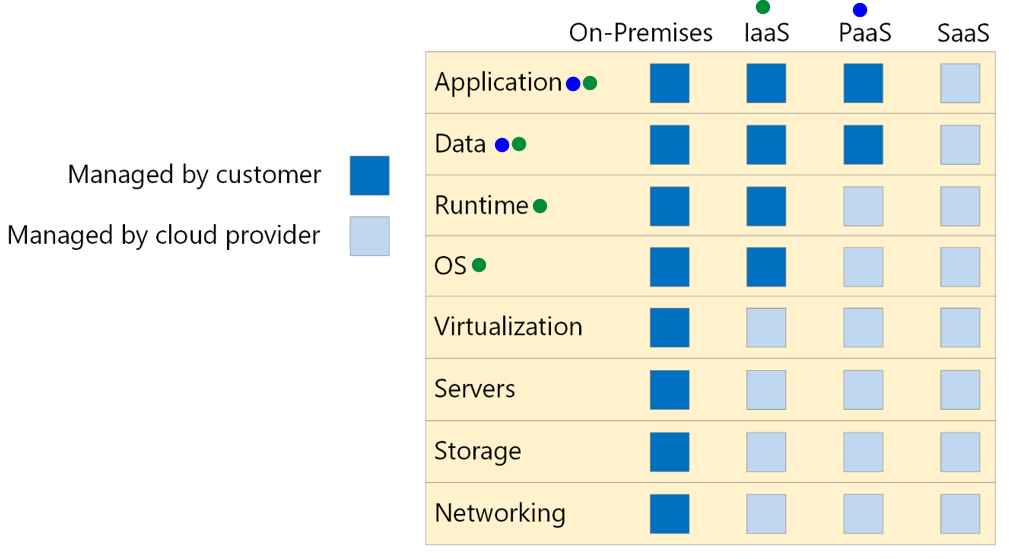 On-Premises IaaS PaaS SaaS
Application
Data
Managed by customer
Runtime
Managed by cloud provider
OS
Virtualization
Servers
Storage
Networking